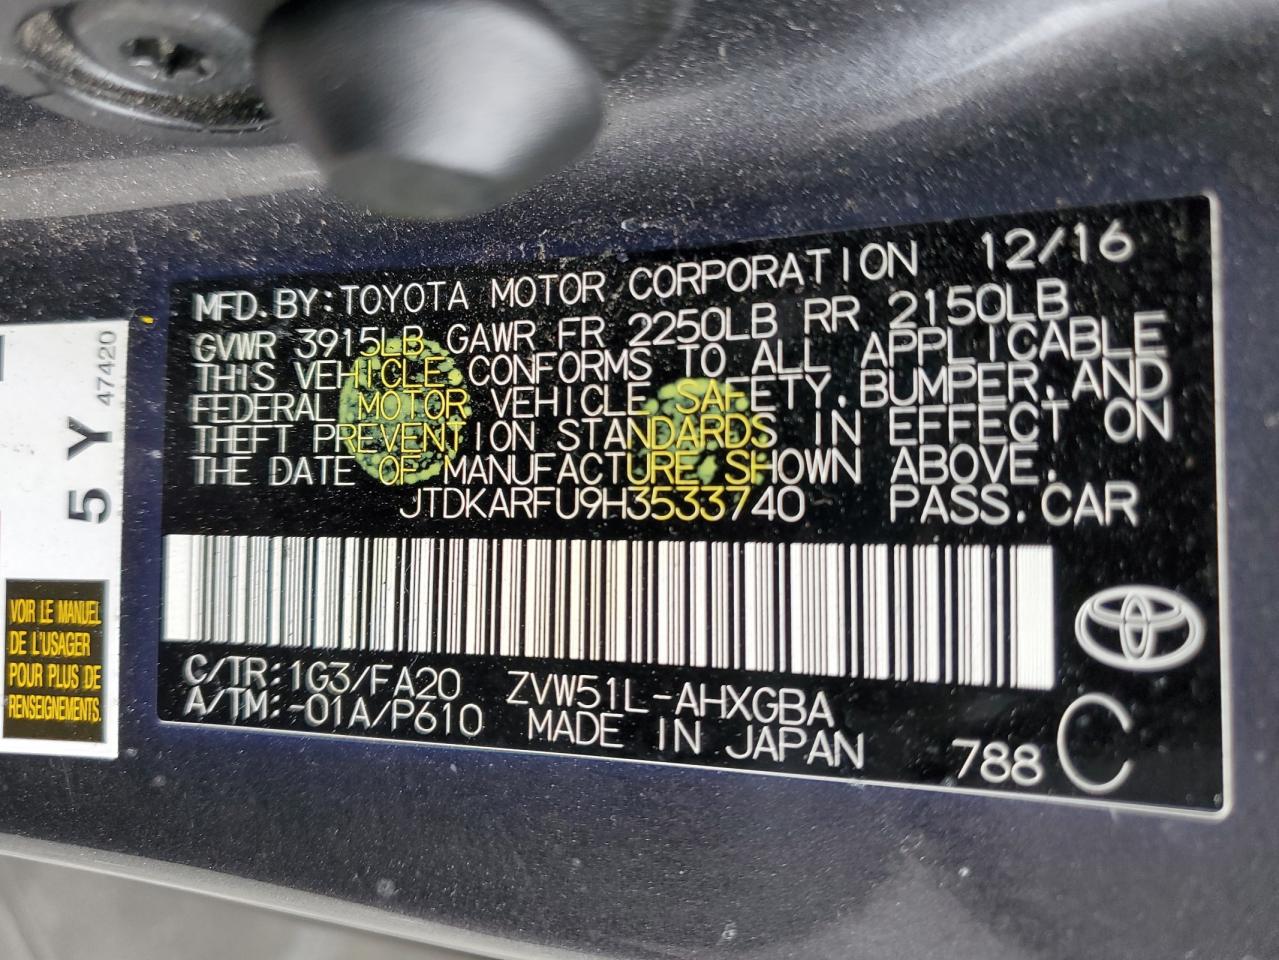 MFD. BY: TOYOTA MOTOR CORPORATION 12/16
GVWR 3915LB GAWR FR 2250LB RR 2150LB
THIS VEHICLE CONFORMS TO ALL APPLICABLE
FEDERAL MOTOR VEHICLE SAFETY, BUMPER, AND
THEFT PREVENTION STANDARDS IN EFFECT ON
THE DATE OF MANUFACTURE SHOWN ABOVE.
JTDKARFU9H3533740 PASS. CAR
C/TR: 1G3/FA20 ZVW51L-AHXGBA
A/TM: -01A/P610 MADE IN JAPAN 788 C
5 Y 47420
VOIR LE MANUEL
DE L'USAGER
POUR PLUS DE
RENSEIGNEMENTS.